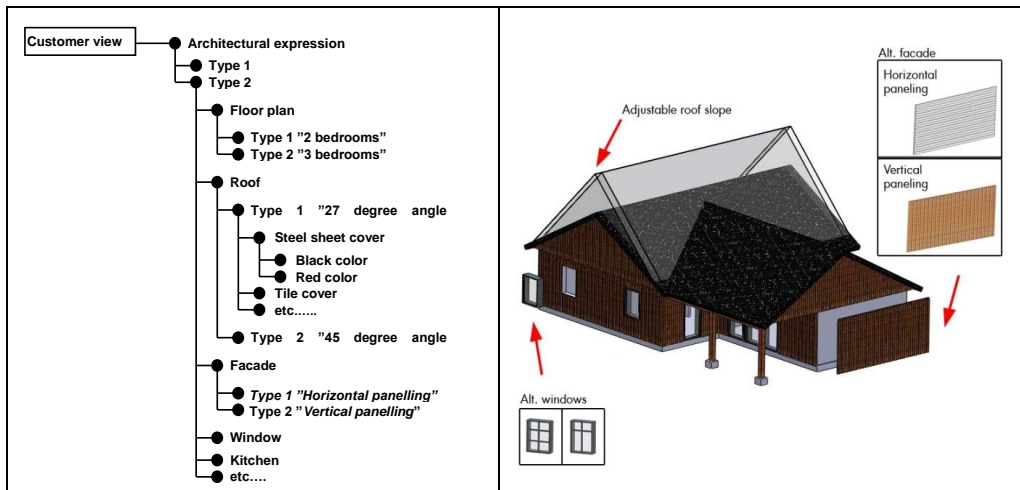 Customer view
Architectural expression
Type 1
Type 2
Floor plan
Type 1 ”2 bedrooms”
Type 2 ”3 bedrooms”
Roof
Type 1 ”27 degree angle
Steel sheet cover
Black color
Red color
Tile cover
etc......
Type 2 ”45 degree angle
Facade
Type 1 ”Horizontal panelling”
Type 2 ”Vertical panelling”
Window
Kitchen
etc....
Alt. facade
Horizontal
paneling
Adjustable roof slope
Vertical
paneling
Alt. windows